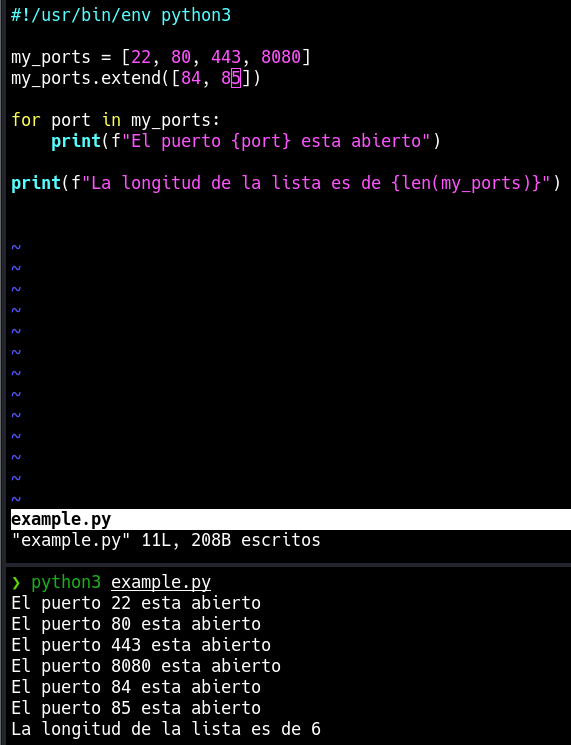 #!/usr/bin/env python3
my_ports = [22, 80, 443, 8080]
my_ports.extend([84, 85])
for port in my_ports:
    print(f"El puerto {port} esta abierto")
print(f"La longitud de la lista es de {len(my_ports)}")
~
~
~
~
~
~
~
~
~
~
~
~
~
example.py
"example.py" 11L, 208B escritos
❯ python3 example.py
El puerto 22 esta abierto
El puerto 80 esta abierto
El puerto 443 esta abierto
El puerto 8080 esta abierto
El puerto 84 esta abierto
El puerto 85 esta abierto
La longitud de la lista es de 6